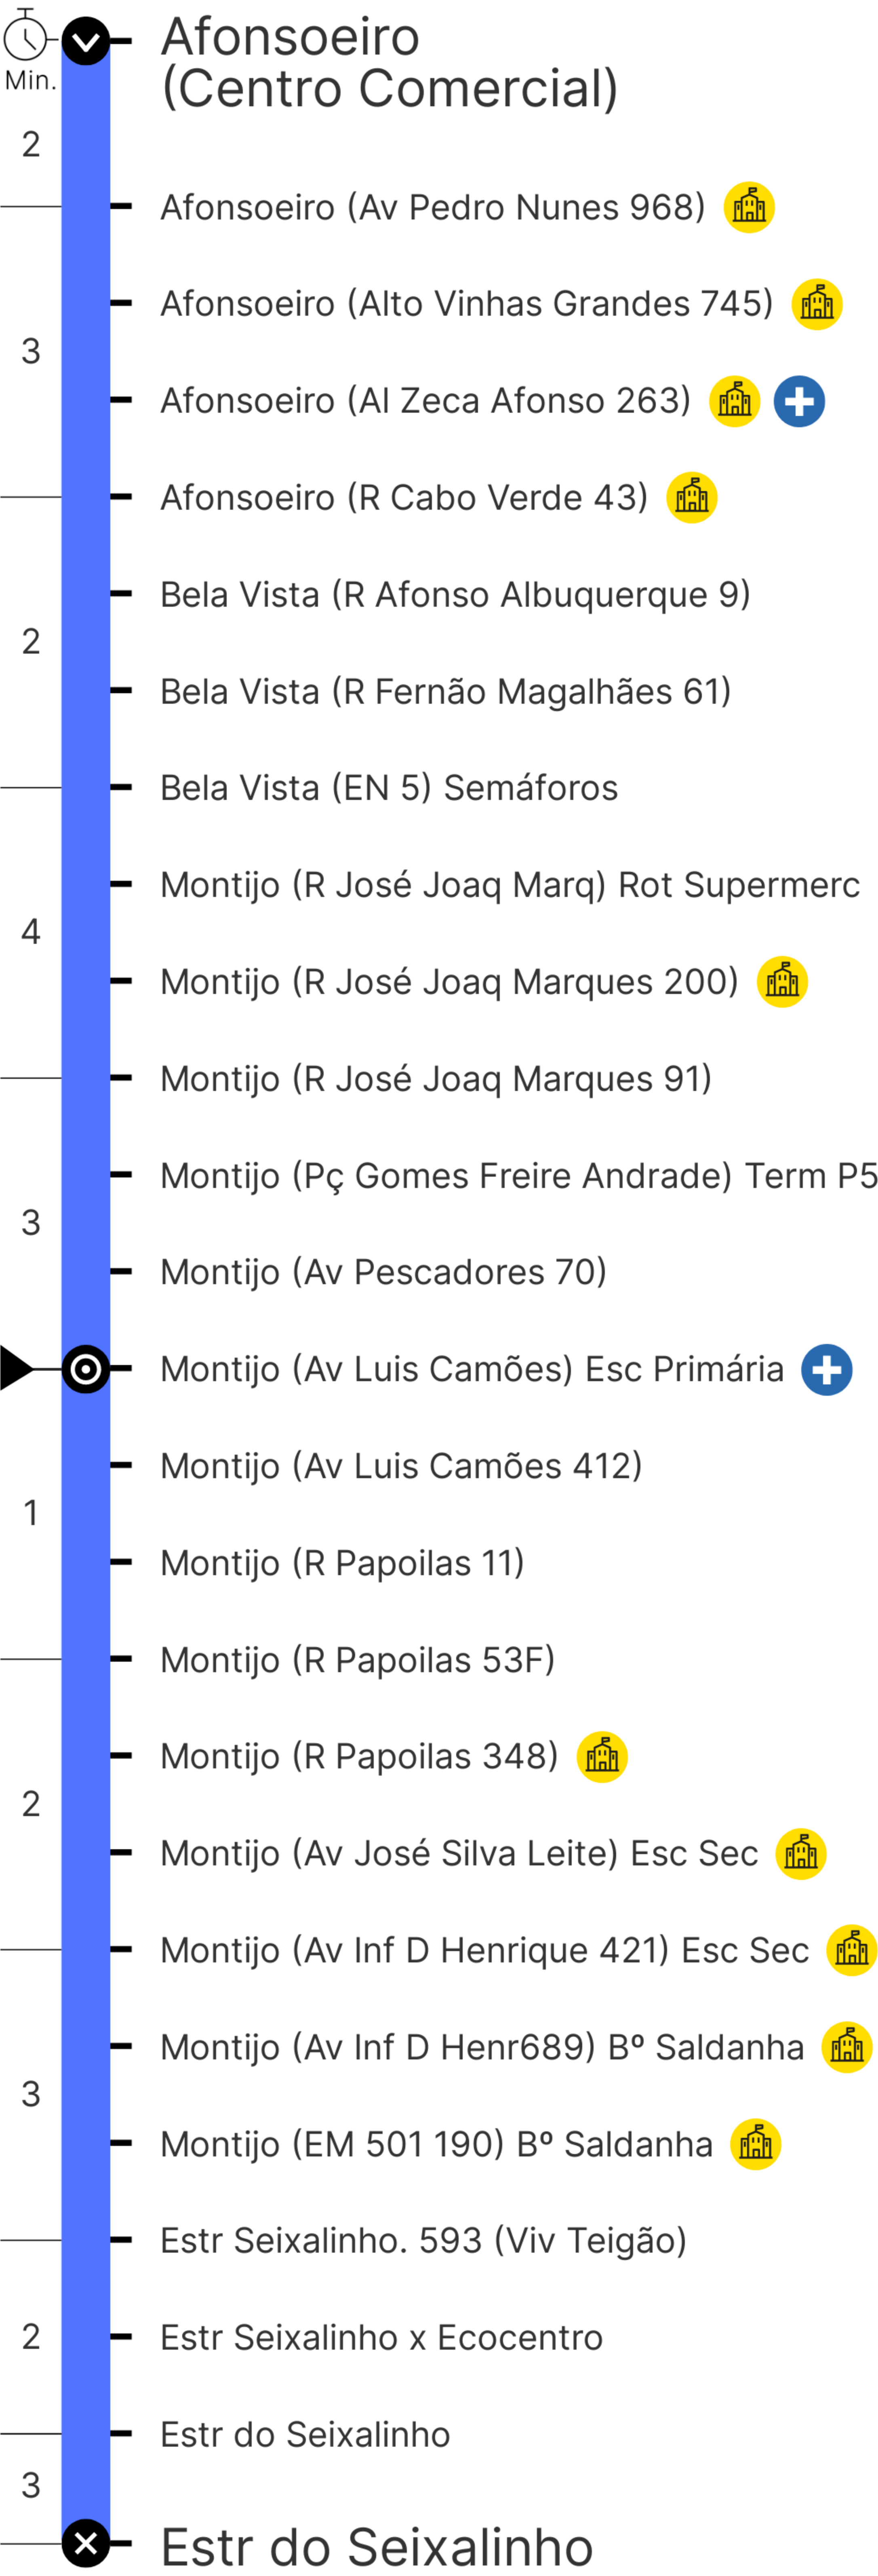 Afonsoeiro
(Centro Comercial)
Min.
2
Afonsoeiro (Av Pedro Nunes 968)
Afonsoeiro (Alto Vinhas Grandes 745)
3
Afonsoeiro (Al Zeca Afonso 263)
Afonsoeiro (R Cabo Verde 43)
Bela Vista (R Afonso Albuquerque 9)
2
Bela Vista (R Fernão Magalhães 61)
Bela Vista (EN 5) Semáforos
Montijo (R José Joaq Marq) Rot Supermerc
4
Montijo (R José Joaq Marques 200)
Montijo (R José Joaq Marques 91)
Montijo (Pç Gomes Freire Andrade) Term P5
3
Montijo (Av Pescadores 70)
Montijo (Av Luis Camões) Esc Primária
Montijo (Av Luis Camões 412)
1
Montijo (R Papoilas 11)
Montijo (R Papoilas 53F)
Montijo (R Papoilas 348)
2
Montijo (Av José Silva Leite) Esc Sec
Montijo (Av Inf D Henrique 421) Esc Sec
Montijo (Av Inf D Henr689) Bº Saldanha
3
Montijo (EM 501 190) Bº Saldanha
Estr Seixalinho. 593 (Viv Teigão)
2
Estr Seixalinho x Ecocentro
Estr do Seixalinho
3
Estr do Seixalinho